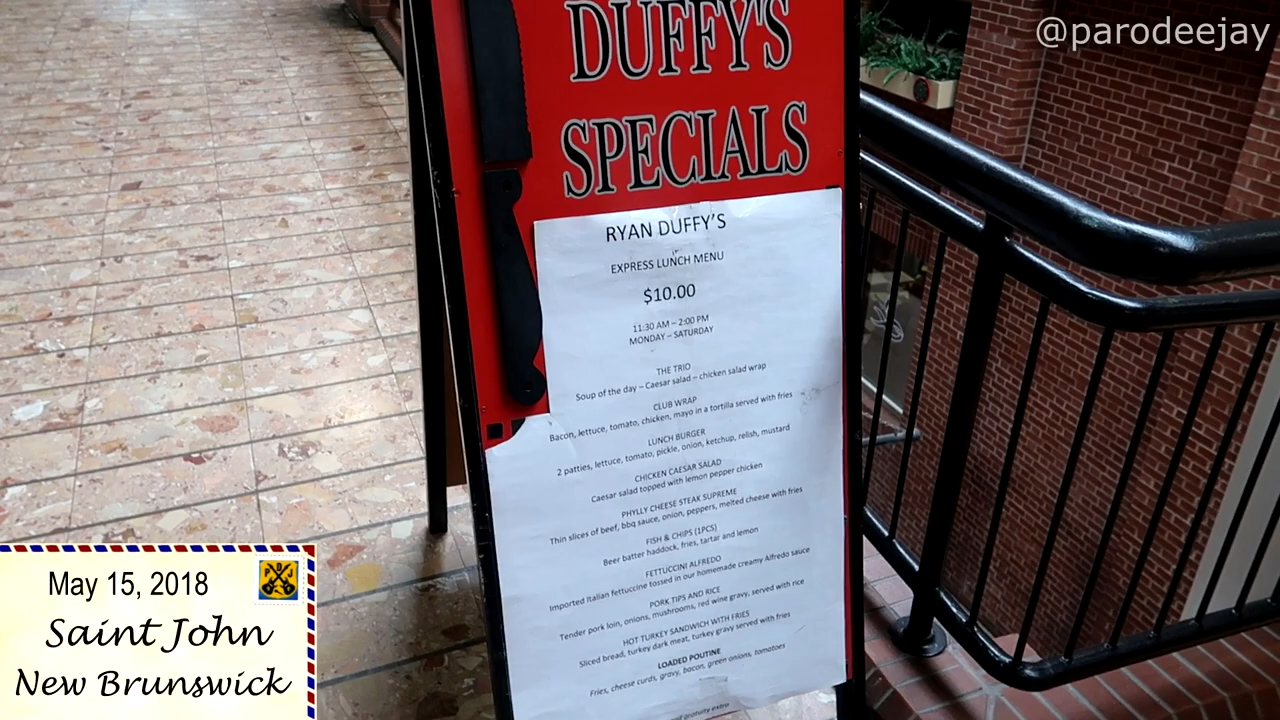 @parodeejay
DUFFY'S
SPECIALS
RYAN DUFFY'S
EXPRESS LUNCH MENU
$10.00
11:30 AM – 2:00 PM
MONDAY – SATURDAY
THE TRIO
Soup of the day – Caesar salad – chicken salad wrap
CLUB WRAP
Bacon, lettuce, tomato, chicken, mayo in a tortilla served with fries
LUNCH BURGER
2 patties, lettuce, tomato, pickle, onion, ketchup, relish, mustard
CHICKEN CAESAR SALAD
Caesar salad topped with lemon pepper chicken
PHYLLY CHEESE STEAK SUPREME
Thin slices of beef, bbq sauce, onion, peppers, melted cheese with fries
FISH & CHIPS (1PCS)
Beer batter haddock, fries, tartar and lemon
FETTUCCINI ALFREDO
Imported Italian fettuccine tossed in our homemade creamy Alfredo sauce
PORK TIPS AND RICE
Tender pork loin, onions, mushrooms, red wine gravy, served with rice
HOT TURKEY SANDWICH WITH FRIES
Sliced bread, turkey dark meat, turkey gravy served with fries
LOADED POUTINE
Fries, cheese curds, gravy, bacon, green onions, tomatoes
gratuity extra
May 15, 2018
Saint John
New Brunswick